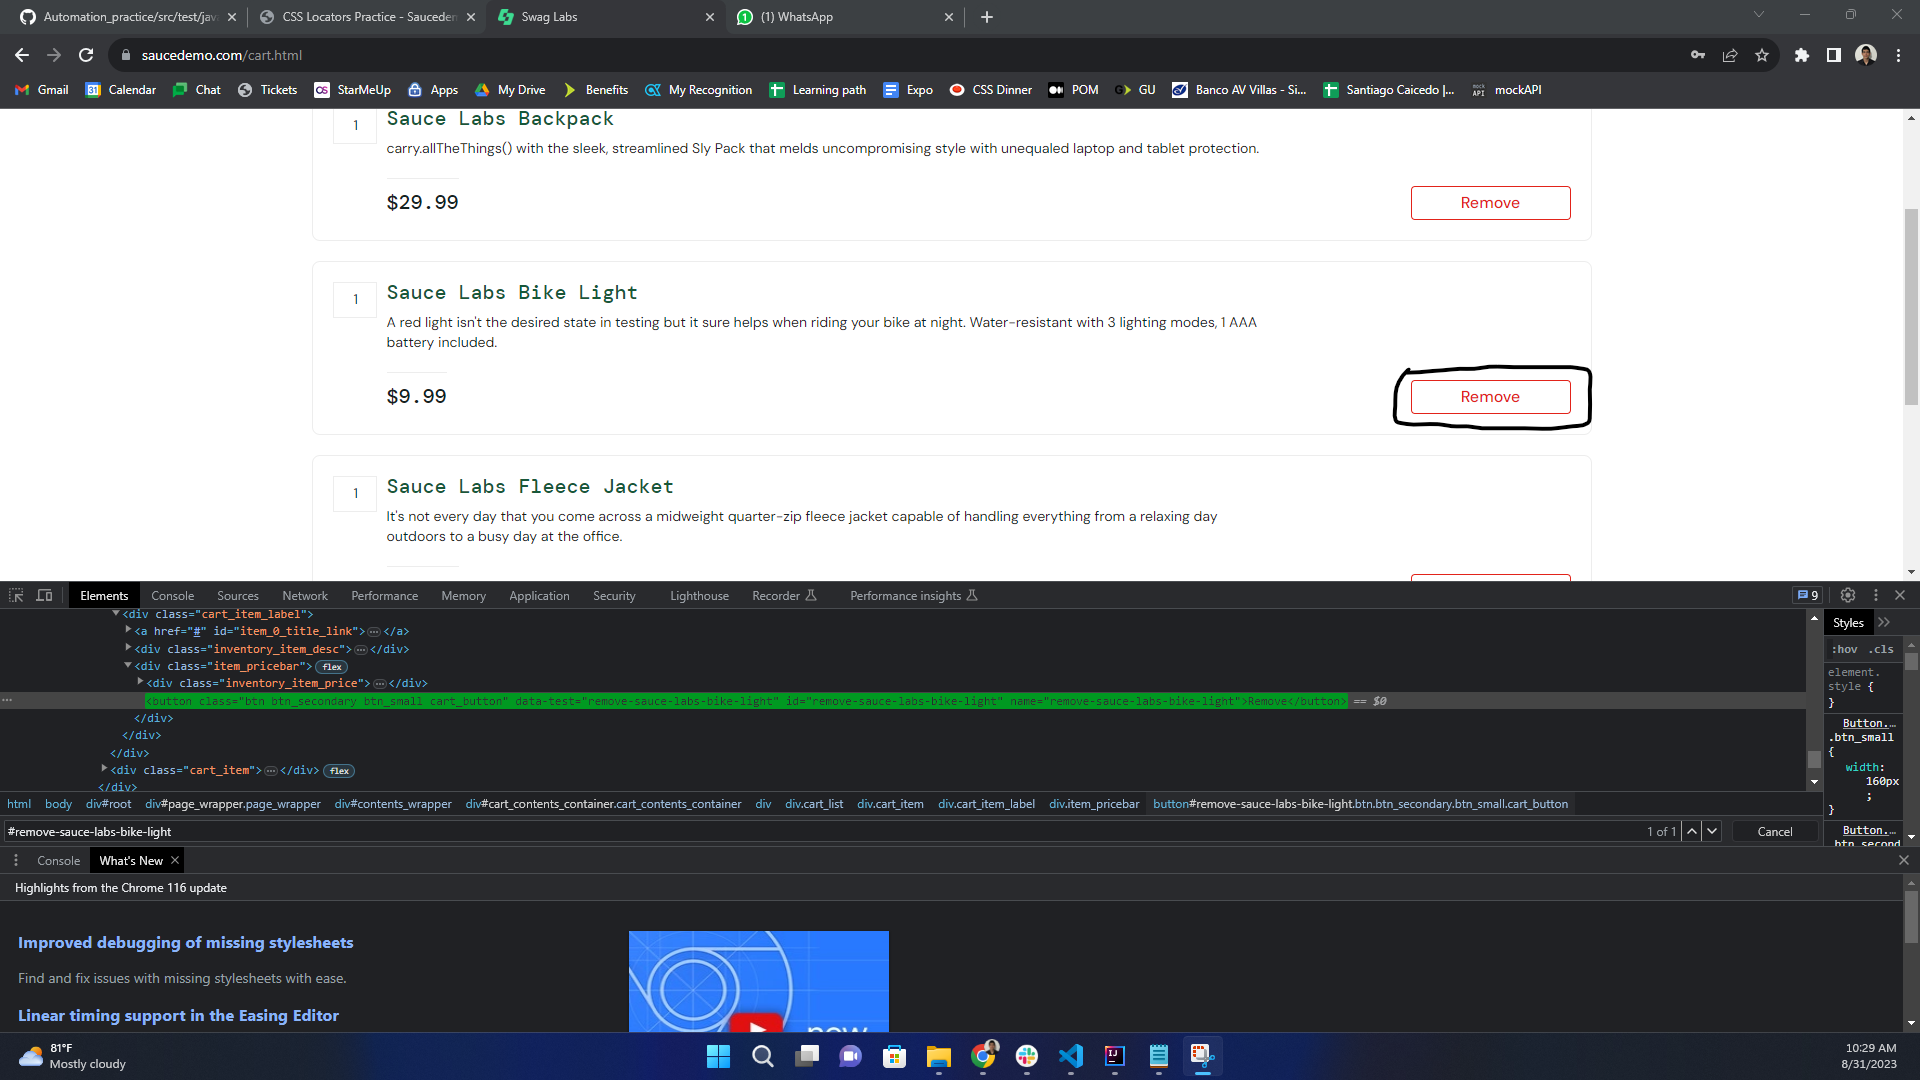 Automation_practice/src/test/jav
CSS Locators Practice - Saucedem
Swag Labs
(1) WhatsApp
saucedemo.com/cart.html
Gmail
31 Calendar
Chat
Tickets
StarMeUp
Apps
My Drive
Benefits
My Recognition
Learning path
Expo
CSS Dinner
POM
GU
Banco AV Villas - Si...
Santiago Caicedo |...
mock API mockAPI
1
Sauce Labs Backpack
carry.allTheThings() with the sleek, streamlined Sly Pack that melds uncompromising style with unequaled laptop and tablet protection.
$29.99
Remove
1
Sauce Labs Bike Light
A red light isn't the desired state in testing but it sure helps when riding your bike at night. Water-resistant with 3 lighting modes, 1 AAA
battery included.
$9.99
Remove
1
Sauce Labs Fleece Jacket
It's not every day that you come across a midweight quarter-zip fleece jacket capable of handling everything from a relaxing day
outdoors to a busy day at the office.
Elements
Console
Sources
Network
Performance
Memory
Application
Security
Lighthouse
Recorder
Performance insights
9
<div class="cart_item_label">
<a href="#" id="item_0_title_link">…</a>
<div class="inventory_item_desc">…</div>
<div class="item_pricebar"> flex
<div class="inventory_item_price">…</div>
… <button class="btn btn_secondary btn_small cart_button" data-test="remove-sauce-labs-bike-light" id="remove-sauce-labs-bike-light" name="remove-sauce-labs-bike-light">Remove</button> == $0
</div>
</div>
</div>
<div class="cart_item">…</div> flex
</div>
Styles
:hov .cls
element.
style {
}
Button.…
.btn_small
{
width:
160px
;
}
Button.…
.btn_second
html
body
div#root
div#page_wrapper.page_wrapper
div#contents_wrapper
div#cart_contents_container.cart_contents_container
div
div.cart_list
div.cart_item
div.cart_item_label
div.item_pricebar
button#remove-sauce-labs-bike-light.btn.btn_secondary.btn_small.cart_button
#remove-sauce-labs-bike-light
1 of 1
Cancel
Console
What's New
Highlights from the Chrome 116 update
Improved debugging of missing stylesheets
Find and fix issues with missing stylesheets with ease.
Linear timing support in the Easing Editor
new
81°F
Mostly cloudy
10:29 AM
8/31/2023